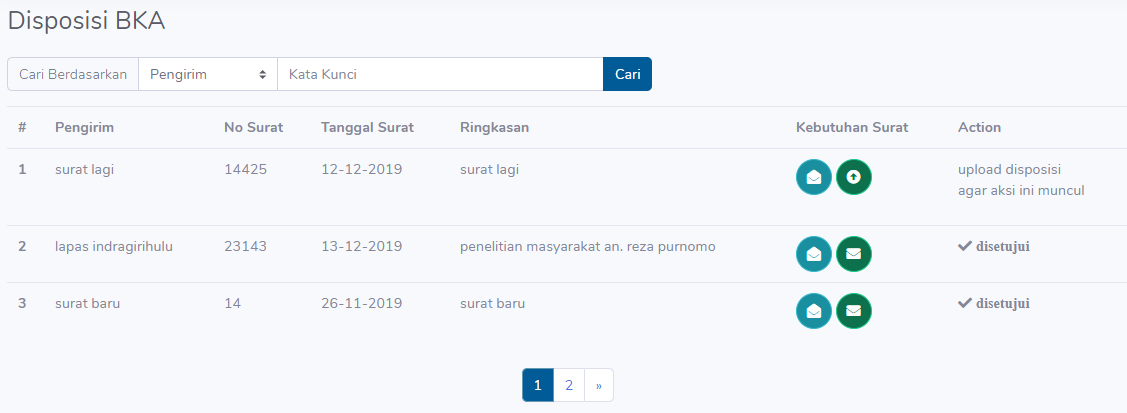 Disposisi BKA
Cari Berdasarkan Pengirim Kata Kunci Cari
# Pengirim No Surat Tanggal Surat Ringkasan Kebutuhan Surat Action
1 surat lagi 14425 12-12-2019 surat lagi upload disposisi
agar aksi ini muncul
2 lapas indragirihulu 23143 13-12-2019 penelitian masyarakat an. reza purnomo disetujui
3 surat baru 14 26-11-2019 surat baru disetujui
1 2 »